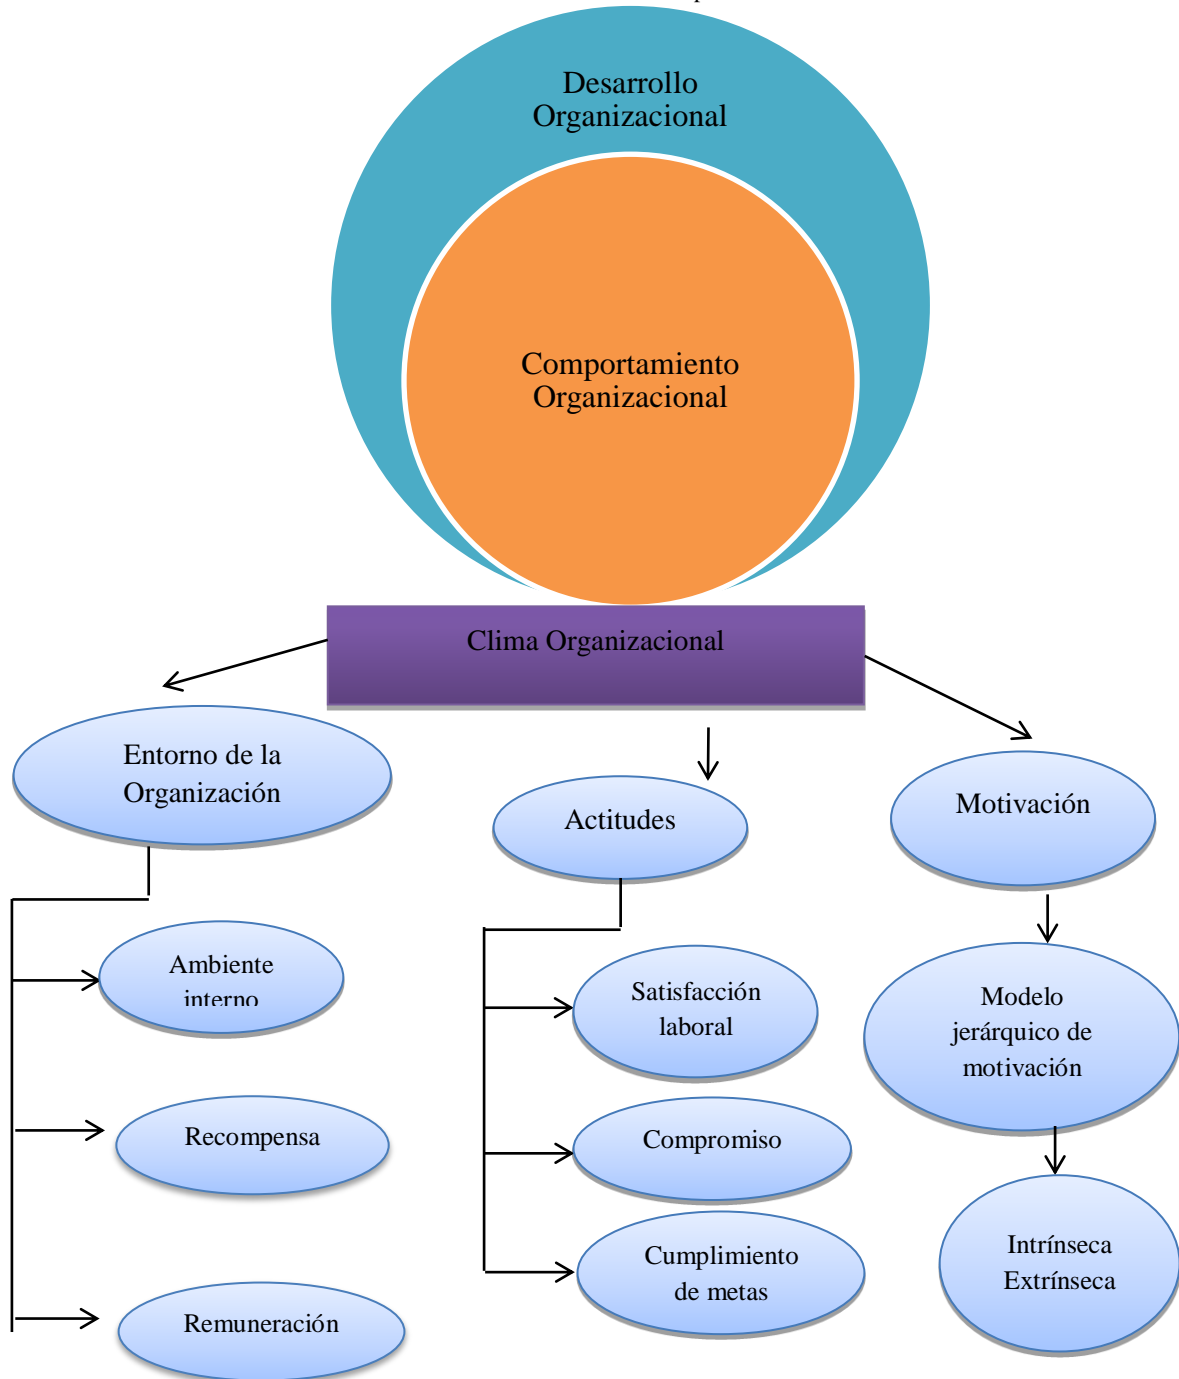 Desarrollo
Organizacional
Comportamiento
Organizacional
Clima Organizacional
Entorno de la
Organización
Ambiente
interno
Recompensa
Remuneración
Actitudes
Satisfacción
laboral
Compromiso
Cumplimiento
de metas
Motivación
Modelo
jerárquico de
motivación
Intrínseca
Extrínseca